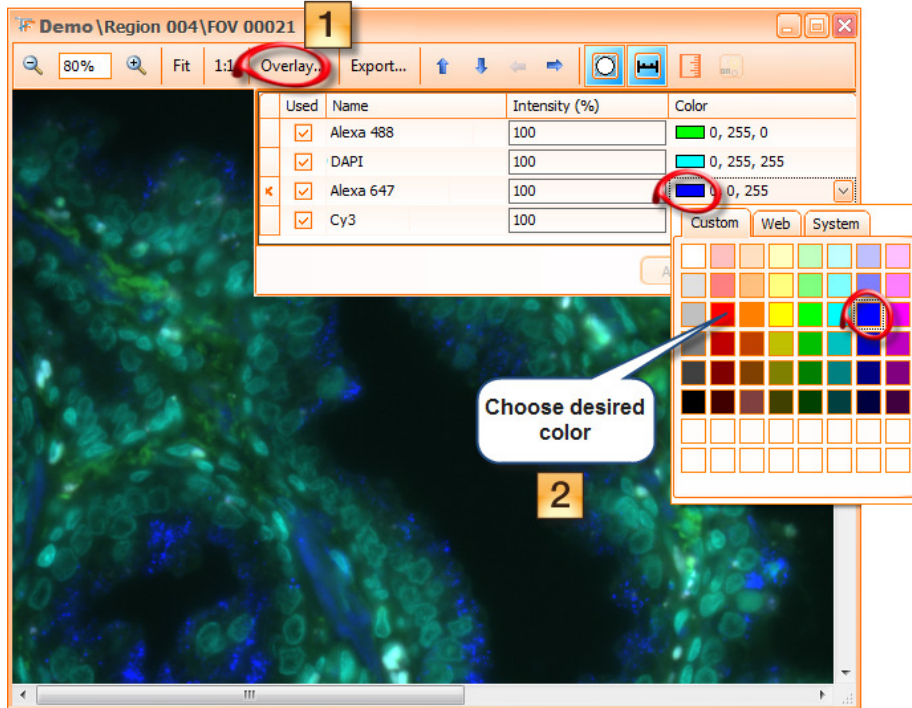 Demo\Region 004\FOV 00021
1
80% Fit 1:1 Overlay... Export...
Used Name Intensity (%) Color
Alexa 488 100 0, 255, 0
DAPI 100 0, 255, 255
Alexa 647 100 0, 0, 255
Cy3 100
Custom Web System
A
Choose desired
color
2